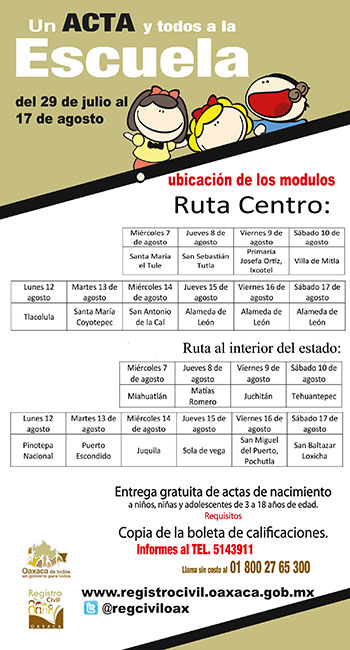 Un ACTA y todos a la
Escuela
del 29 de julio al
17 de agosto
ubicación de los modulos
Ruta Centro:
Miércoles 7 de agosto Jueves 8 de agosto Viernes 9 de agosto Sábado 10 de agosto
Santa María el Tule San Sebastián Tutla Primaria Josefa Ortiz, Ixcotel Villa de Mitla
Lunes 12 agosto Martes 13 de agosto Miércoles 14 de agosto Jueves 15 de agosto Viernes 16 de agosto Sábado 17 de agosto
Tlacolula Santa María Coyotepec San Antonio de la Cal Alameda de León Alameda de León Alameda de León
Ruta al interior del estado:
Miércoles 7 de agosto Jueves 8 de agosto Viernes 9 de agosto Sábado 10 de agosto
Miahuatlán Matías Romero Juchitán Tehuantepec
Lunes 12 agosto Martes 13 de agosto Miércoles 14 de agosto Jueves 15 de agosto Viernes 16 de agosto Sábado 17 de agosto
Pinotepa Nacional Puerto Escondido Juquila Sola de vega San Miguel del Puerto, Pochutla San Baltazar Loxicha
Entrega gratuita de actas de nacimiento
a niños, niñas y adolescentes de 3 a 18 años de edad.
Requisitos
Copia de la boleta de calificaciones.
Informes al TEL. 5143911
Llama sin costo al 01 800 27 65 300
Oaxaca de todos
un gobierno para todos
Registro
Civil
OAXACA
www.registrocivil.oaxaca.gob.mx
@regciviloax